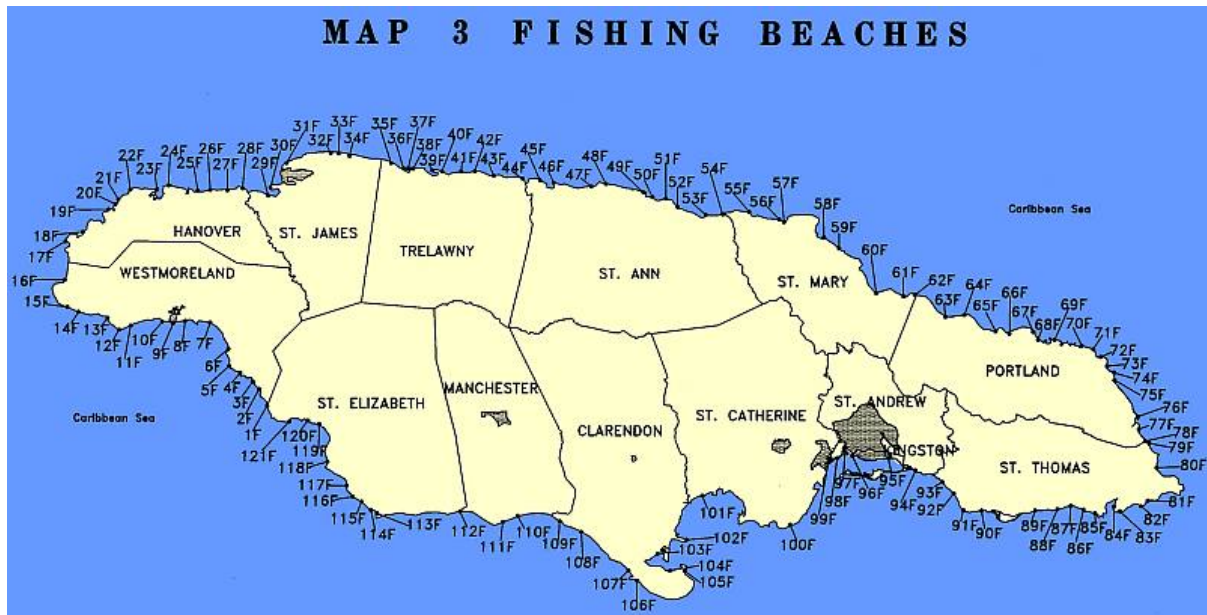 MAP 3 FISHING BEACHES
31F
33F
37F
30F
32F
34F
35F
36F
38F
40F
42F
24F
26F
28F
29F
39F
41F
43F
44F
45F
46F
47F
48F
49F
50F
51F
52F
53F
54F
55F
56F
57F
22F
23F
25F
27F
21F
20F
19F
18F
17F
16F
15F
14F
13F
12F
11F
10F
9F
8F
7F
6F
5F
4F
3F
2F
1F
58F
59F
60F
61F
62F
63F
64F
65F
66F
67F
68F
69F
70F
71F
72F
73F
74F
75F
76F
77F
78F
79F
80F
81F
82F
83F
84F
85F
86F
87F
88F
89F
90F
91F
92F
93F
94F
95F
96F
97F
98F
99F
100F
101F
102F
103F
104F
105F
106F
107F
108F
109F
110F
111F
112F
113F
114F
115F
116F
117F
118F
119F
120F
121F
Caribbean Sea
HANOVER
ST. JAMES
TRELAWNY
WESTMORELAND
ST. ANN
ST. MARY
PORTLAND
MANCHESTER
ST. ELIZABETH
CLARENDON
ST. CATHERINE
ST. ANDREW
KINGSTON
ST. THOMAS
Caribbean Sea